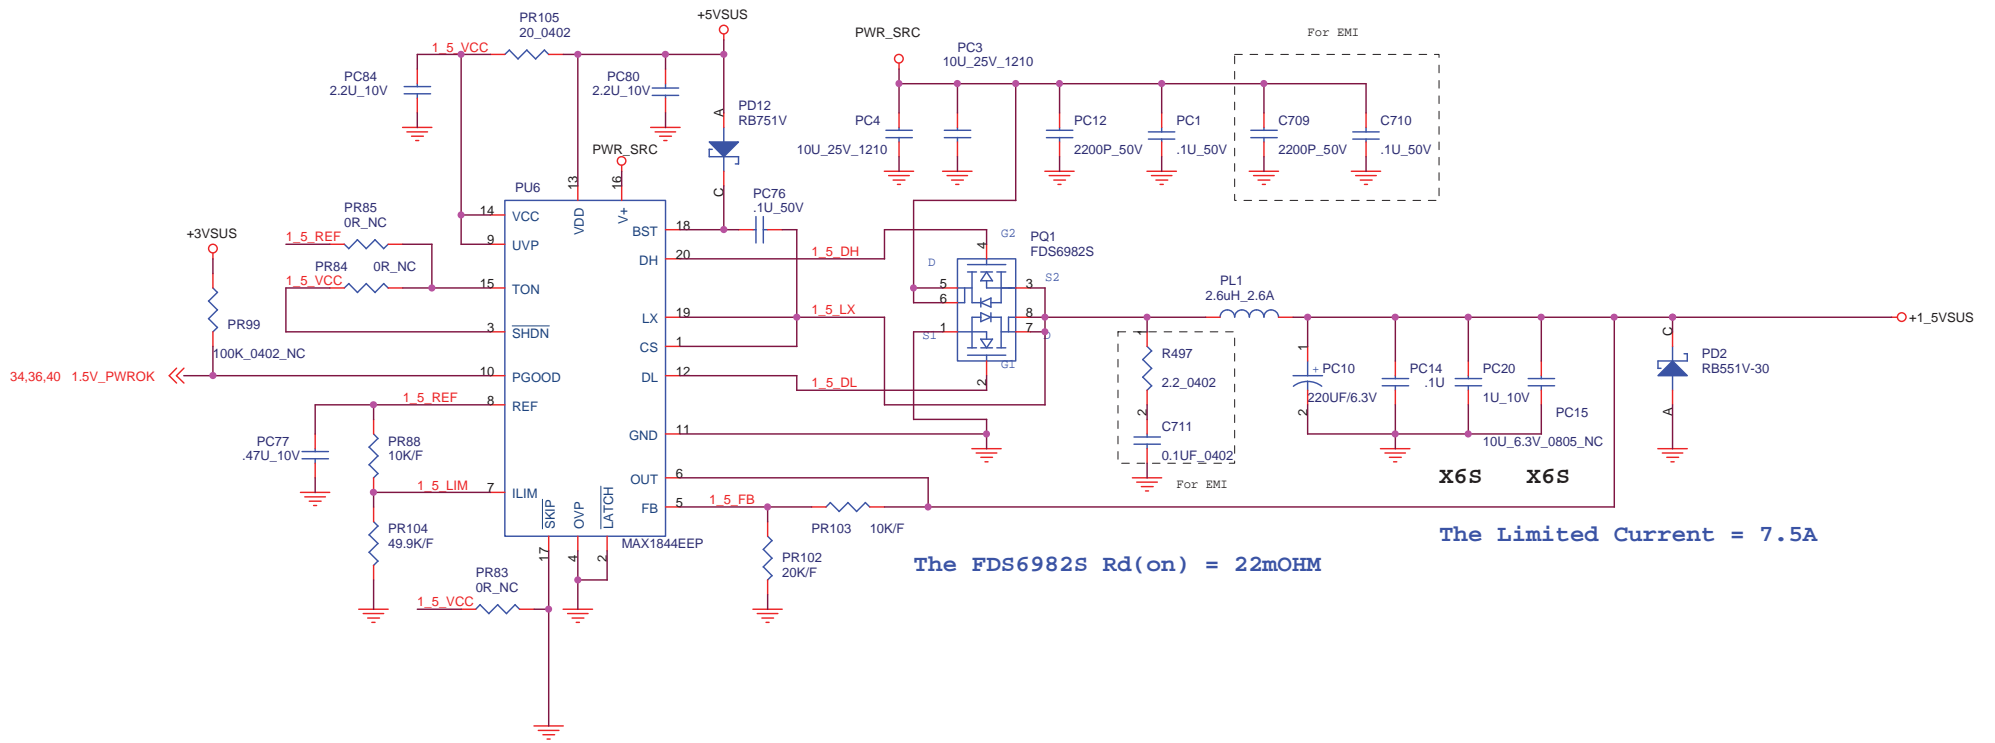 PR105
20_0402
+5VSUS
1_5_VCC
PC84
2.2U_10V
PC80
2.2U_10V
A
PD12
RB751V
C
PWR_SRC
PC3
10U_25V_1210
For EMI
PC4
10U_25V_1210
PC12
2200P_50V
PC1
.1U_50V
C709
2200P_50V
C710
.1U_50V
PWR_SRC
13
16
PU6
PC76
.1U_50V
PR85
0R_NC
1_5_REF
PR84 0R_NC
1_5_VCC
+3VSUS
PR99
100K_0402_NC
34,36,40 1.5V_PWROK
14 VCC
9 UVP
15 TON
3 SHDN
10 PGOOD
8 REF
7 ILIM
VDD
V+
BST 18
DH 20
LX 19
CS 1
DL 12
GND 11
OUT 6
FB 5
SKIP
OVP
LATCH
17
4
2
MAX1844EEP
1_5_REF
PC77
.47U_10V
PR88
10K/F
1_5_LIM
PR104
49.9K/F
PR83
0R_NC
1_5_VCC
1_5_DH
1_5_LX
1_5_DL
1_5_FB
G2
PQ1
FDS6982S
4
D
S2
5
6
3
8
7
1
S1
D
G1
2
PR103 10K/F
PR102
20K/F
PL1
2.6uH_2.6A
1
R497
2.2_0402
2
C711
0.1UF_0402
For EMI
1
+ PC10
220UF/6.3V
2
PC14
.1U
PC20
1U_10V
PC15
10U_6.3V_0805_NC
X6S X6S
C
PD2
RB551V-30
A
+1_5VSUS
The Limited Current = 7.5A
The FDS6982S Rd(on) = 22mOHM